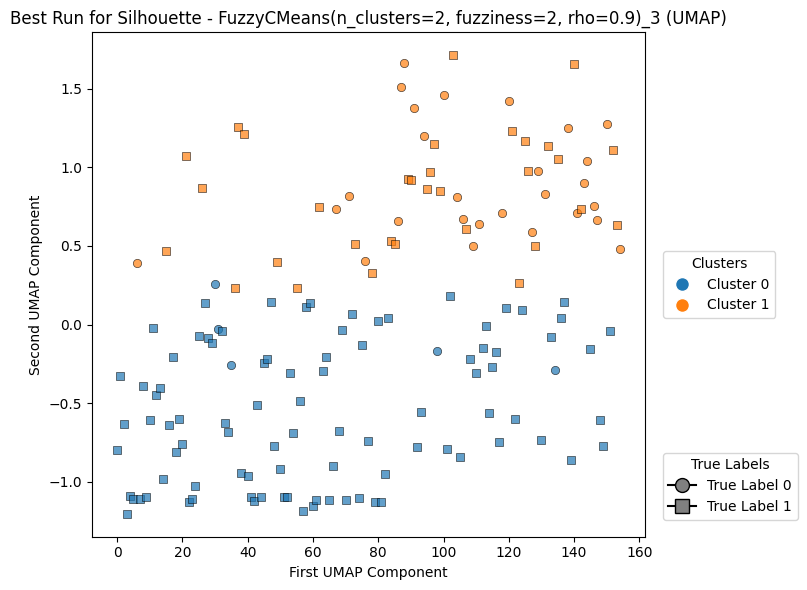 Best Run for Silhouette - FuzzyCMeans(n_clusters=2, fuzziness=2, rho=0.9)_3 (UMAP)
Second UMAP Component
1.5
1.0
0.5
0.0
−0.5
−1.0
0 20 40 60 80 100 120 140 160
First UMAP Component
Clusters
Cluster 0
Cluster 1
True Labels
True Label 0
True Label 1